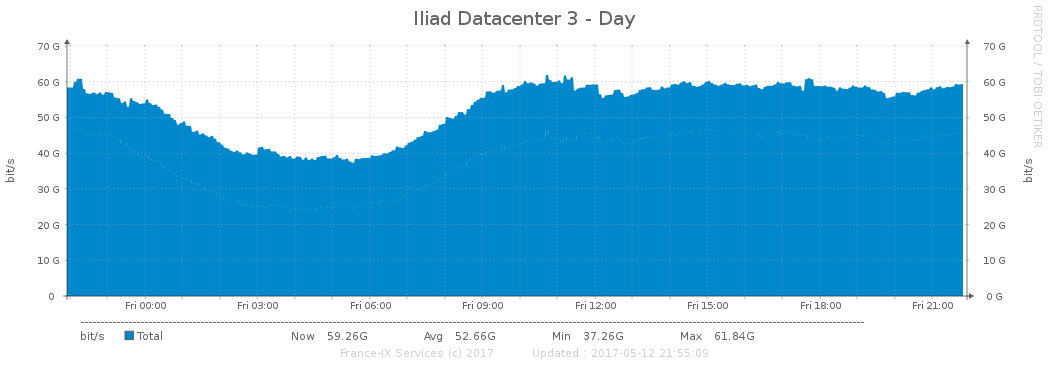 Iliad Datacenter 3 - Day
RRDTOOL / TOBI OETIKER
70 G 70 G
60 G 60 G
50 G 50 G
40 G 40 G
30 G 30 G
20 G 20 G
10 G 10 G
0 0 G
bit/s bit/s
Fri 00:00 Fri 03:00 Fri 06:00 Fri 09:00 Fri 12:00 Fri 15:00 Fri 18:00 Fri 21:00
bit/s Total Now 59.26G Avg 52.66G Min 37.26G Max 61.84G
France-IX Services (c) 2017 Updated : 2017-05-12 21:55:09